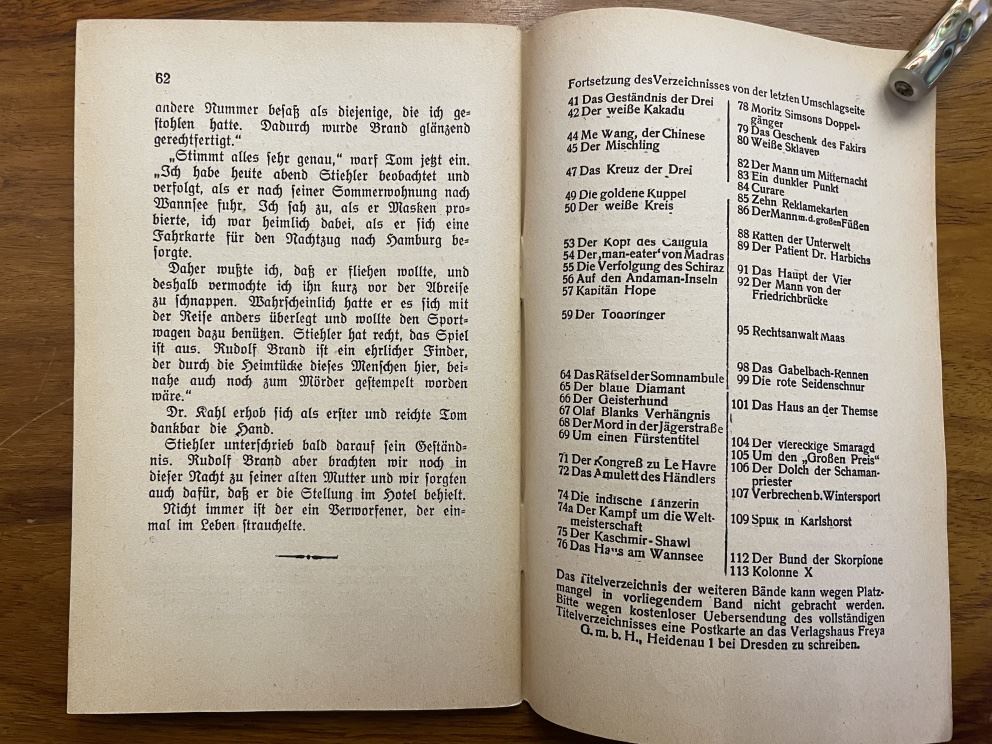 62
andere Nummer besaß als diejenige, die ich ge-
stohlen hatte. Dadurch wurde Brand glänzend
gerechtfertigt.“
„Stimmt alles sehr genau,“ warf Tom jetzt ein.
„Ich habe heute abend Stiehler beobachtet und
verfolgt, als er nach seiner Sommerwohnung nach
Wannsee fuhr. Ich sah zu, als er Masken pro-
bierte, ich war heimlich dabei, als er sich eine
Fahrkarte für den Nachtzug nach Hamburg be-
sorgte.
Daher wußte ich, daß er fliehen wollte, und
deshalb vermochte ich ihn kurz vor der Abreise
zu schnappen. Wahrscheinlich hatte er es sich mit
der Reise anders überlegt und wollte den Sport-
wagen dazu benützen. Stiehler hat recht, das Spiel
ist aus. Rudolf Brand ist ein ehrlicher Finder,
der durch die Heimtücke dieses Menschen hier, bei-
nahe auch noch zum Mörder gestempelt worden
wäre.“
Dr. Kahl erhob sich als erster und reichte Tom
dankbar die Hand.
Stiehler unterschrieb bald darauf sein Geständ-
nis. Rudolf Brand aber brachten wir noch in
dieser Nacht zu seiner alten Mutter und wir sorgten
auch dafür, daß er die Stellung im Hotel behielt.
Nicht immer ist der ein Verworfener, der ein-
mal im Leben strauchelte.
Fortsetzung des Verzeichnisses von der letzten Umschlagseite
41 Das Geständnis der Drei
42 Der weiße Kakadu
44 Me Wang, der Chinese
45 Der Mischling
47 Das Kreuz der Drei
49 Die goldene Kuppel
50 Der weiße Kreis
53 Der Kopf des Caligula
54 Der ‚man-eater‘ von Madras
55 Die Verfolgung des Schiraz
56 Auf den Andaman-Inseln
57 Kapitän Hope
59 Der Todbringer
64 Das Rätsel der Somnambule
65 Der blaue Diamant
66 Der Geisterhund
67 Olaf Blanks Verhängnis
68 Der Mord in der Jägerstraße
69 Um einen Fürstentitel
71 Der Kongreß zu Le Havre
72 Das Amulett des Händlers
74 Die indische Tänzerin
74a Der Kampf um die Welt-
meisterschaft
75 Der Kaschmir-Shawl
76 Das Haus am Wannsee
78 Moritz Simsons Doppel-
gänger
79 Das Geschenk des Fakirs
80 Weiße Sklaven
82 Der Mann um Mitternacht
83 Ein dunkler Punkt
84 Curare
85 Zehn Reklamekarten
86 Der Mann m. d. großen Füßen
88 Ratten der Unterwelt
89 Der Patient Dr. Harbichs
91 Das Haupt der Vier
92 Der Mann von der
Friedrichbrücke
95 Rechtsanwalt Maas
98 Das Gabelbach-Rennen
99 Die rote Seidenschnur
101 Das Haus an der Themse
104 Der viereckige Smaragd
105 Um den „Großen Preis“
106 Der Dolch der Schaman-
priester
107 Verbrechen b. Wintersport
109 Spuk in Karlshorst
112 Der Bund der Skorpione
113 Kolonne X
Das Titelverzeichnis der weiteren Bände kann wegen Platz-
mangel in vorliegendem Band nicht gebracht werden.
Bitte wegen kostenloser Uebersendung des vollständigen
Titelverzeichnisses eine Postkarte an das Verlagshaus Freya
G. m. b. H., Heidenau 1 bei Dresden zu schreiben.